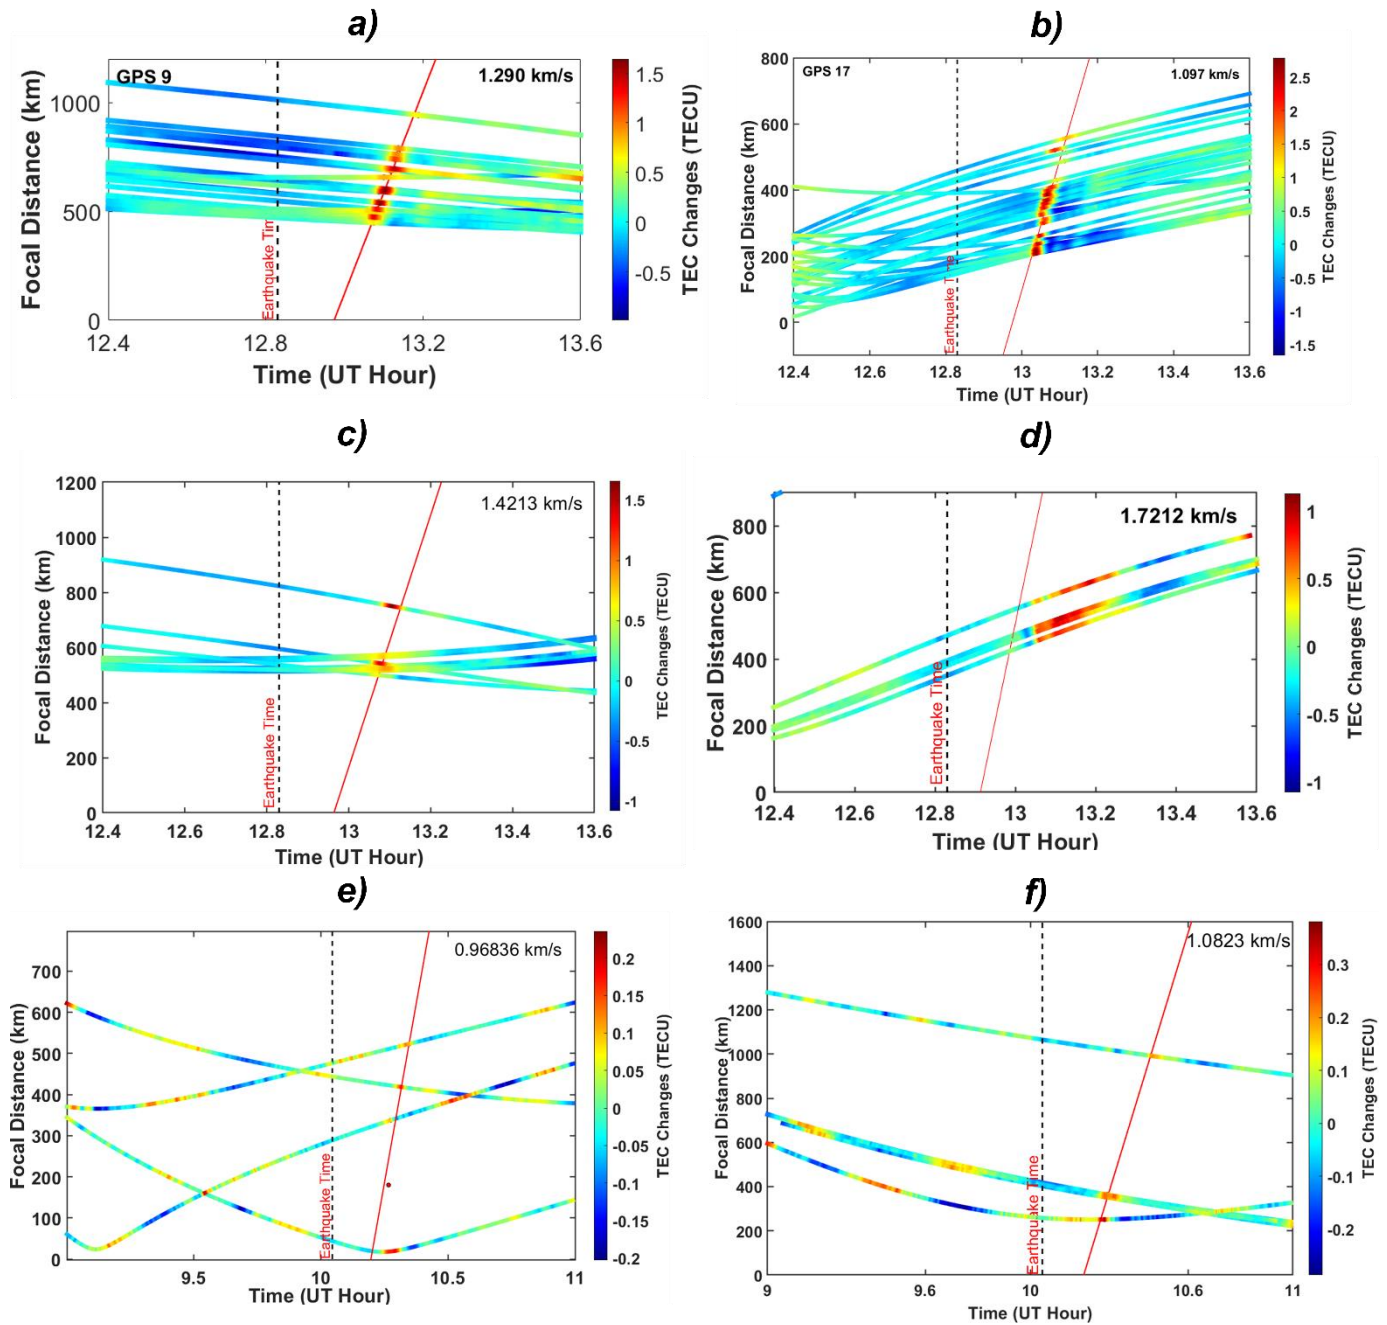 a)
GPS 9
1.290 km/s
Focal Distance (km)
1000
500
0
Earthquake Tim
12.4
12.8
13.2
13.6
Time (UT Hour)
1.5
1
0.5
0
-0.5
TEC Changes (TECU)
b)
GPS 17
1.097 km/s
Focal Distance (km)
800
600
400
200
0
Earthquake Time
12.4
12.6
12.8
13
13.2
13.4
13.6
Time (UT Hour)
2.5
2
1.5
1
0.5
0
-0.5
-1
-1.5
TEC Changes (TECU)
c)
1.4213 km/s
Focal Distance (km)
1200
1000
800
600
400
200
0
Earthquake Time
12.4
12.6
12.8
13
13.2
13.4
13.6
Time (UT Hour)
1.5
1
0.5
0
-0.5
-1
TEC Changes (TECU)
d)
1.7212 km/s
Focal Distance (km)
800
600
400
200
0
Earthquake Time
12.4
12.6
12.8
13
13.2
13.4
13.6
Time (UT Hour)
1
0.5
0
-0.5
-1
TEC Changes (TECU)
e)
0.96836 km/s
Focal Distance (km)
700
600
500
400
300
200
100
0
Earthquake Time
9.5
10
10.5
11
Time (UT Hour)
0.2
0.15
0.1
0.05
0
-0.05
-0.1
-0.15
-0.2
TEC Changes (TECU)
f)
1.0823 km/s
Focal Distance (km)
1600
1400
1200
1000
800
600
400
200
0
Earthquake Time
9
9.6
10
10.6
11
Time (UT Hour)
0.3
0.2
0.1
0
-0.1
-0.2
TEC Changes (TECU)